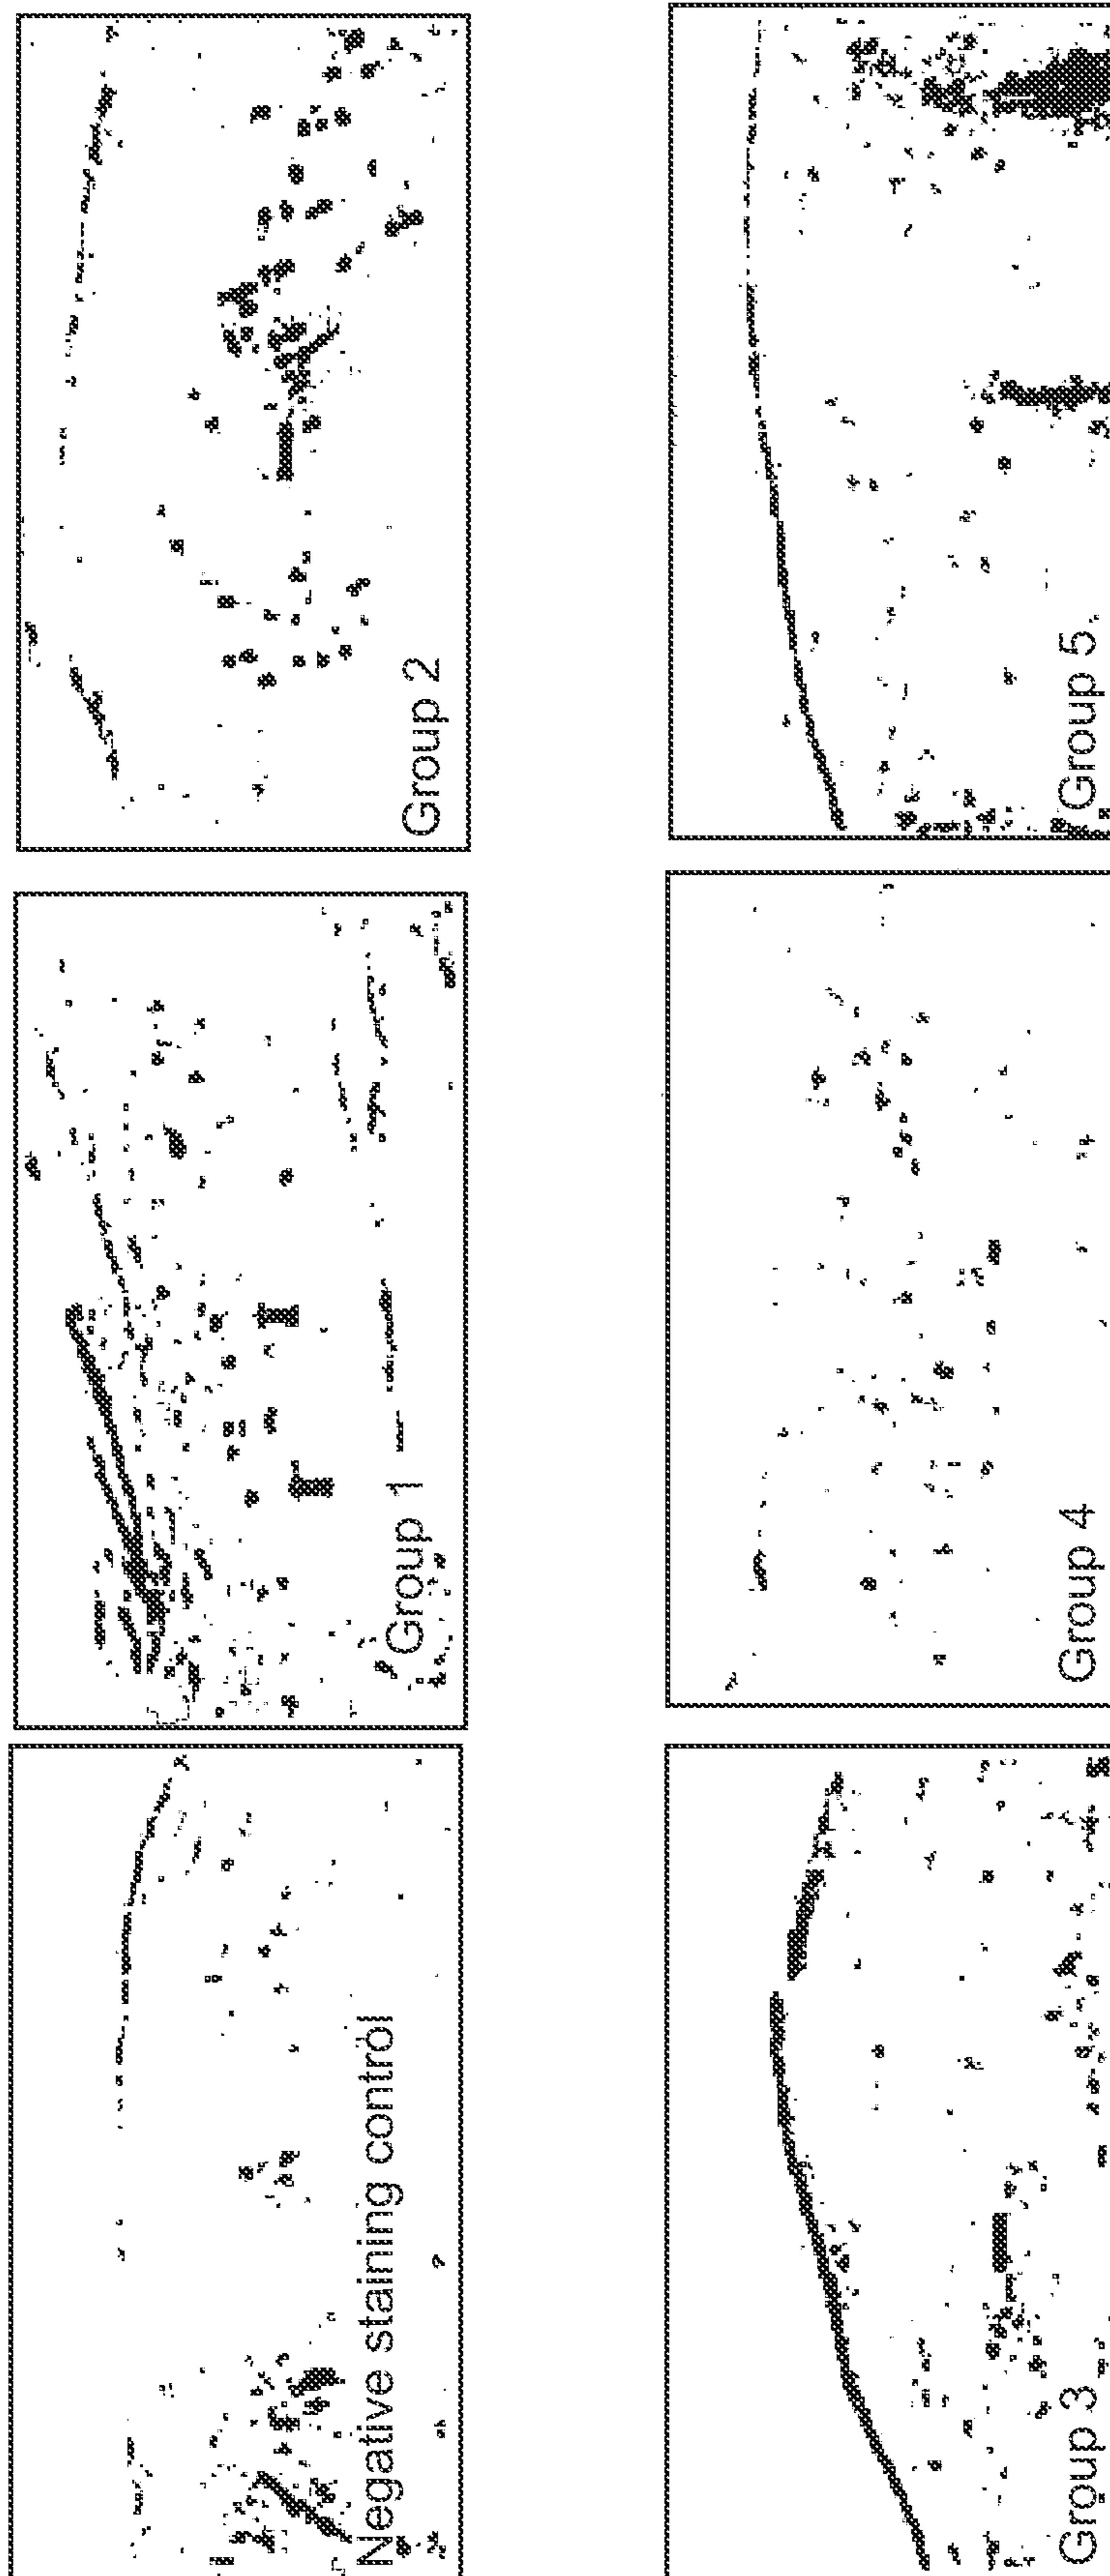 Negative staining control
Group 1
Group 2
Group 3
Group 4
Group 5